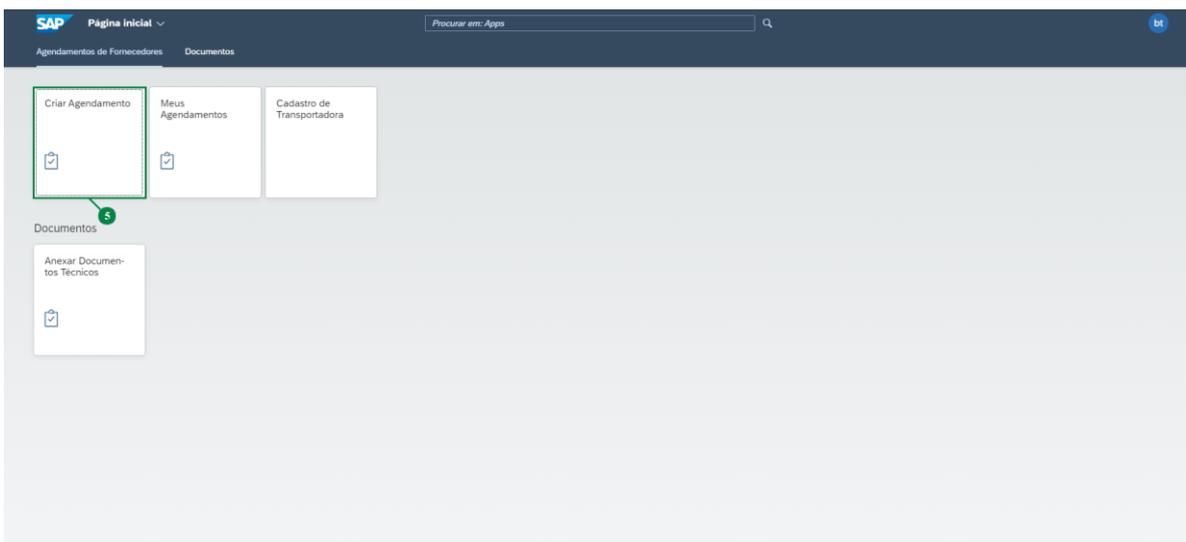 SAP Página inicial
Procurar em: Apps
bt
Agendamentos de Fornecedores Documentos
Criar Agendamento
Meus
Agendamentos
Cadastro de
Transportadora
5
Documentos
Anexar Documen-
tos Técnicos